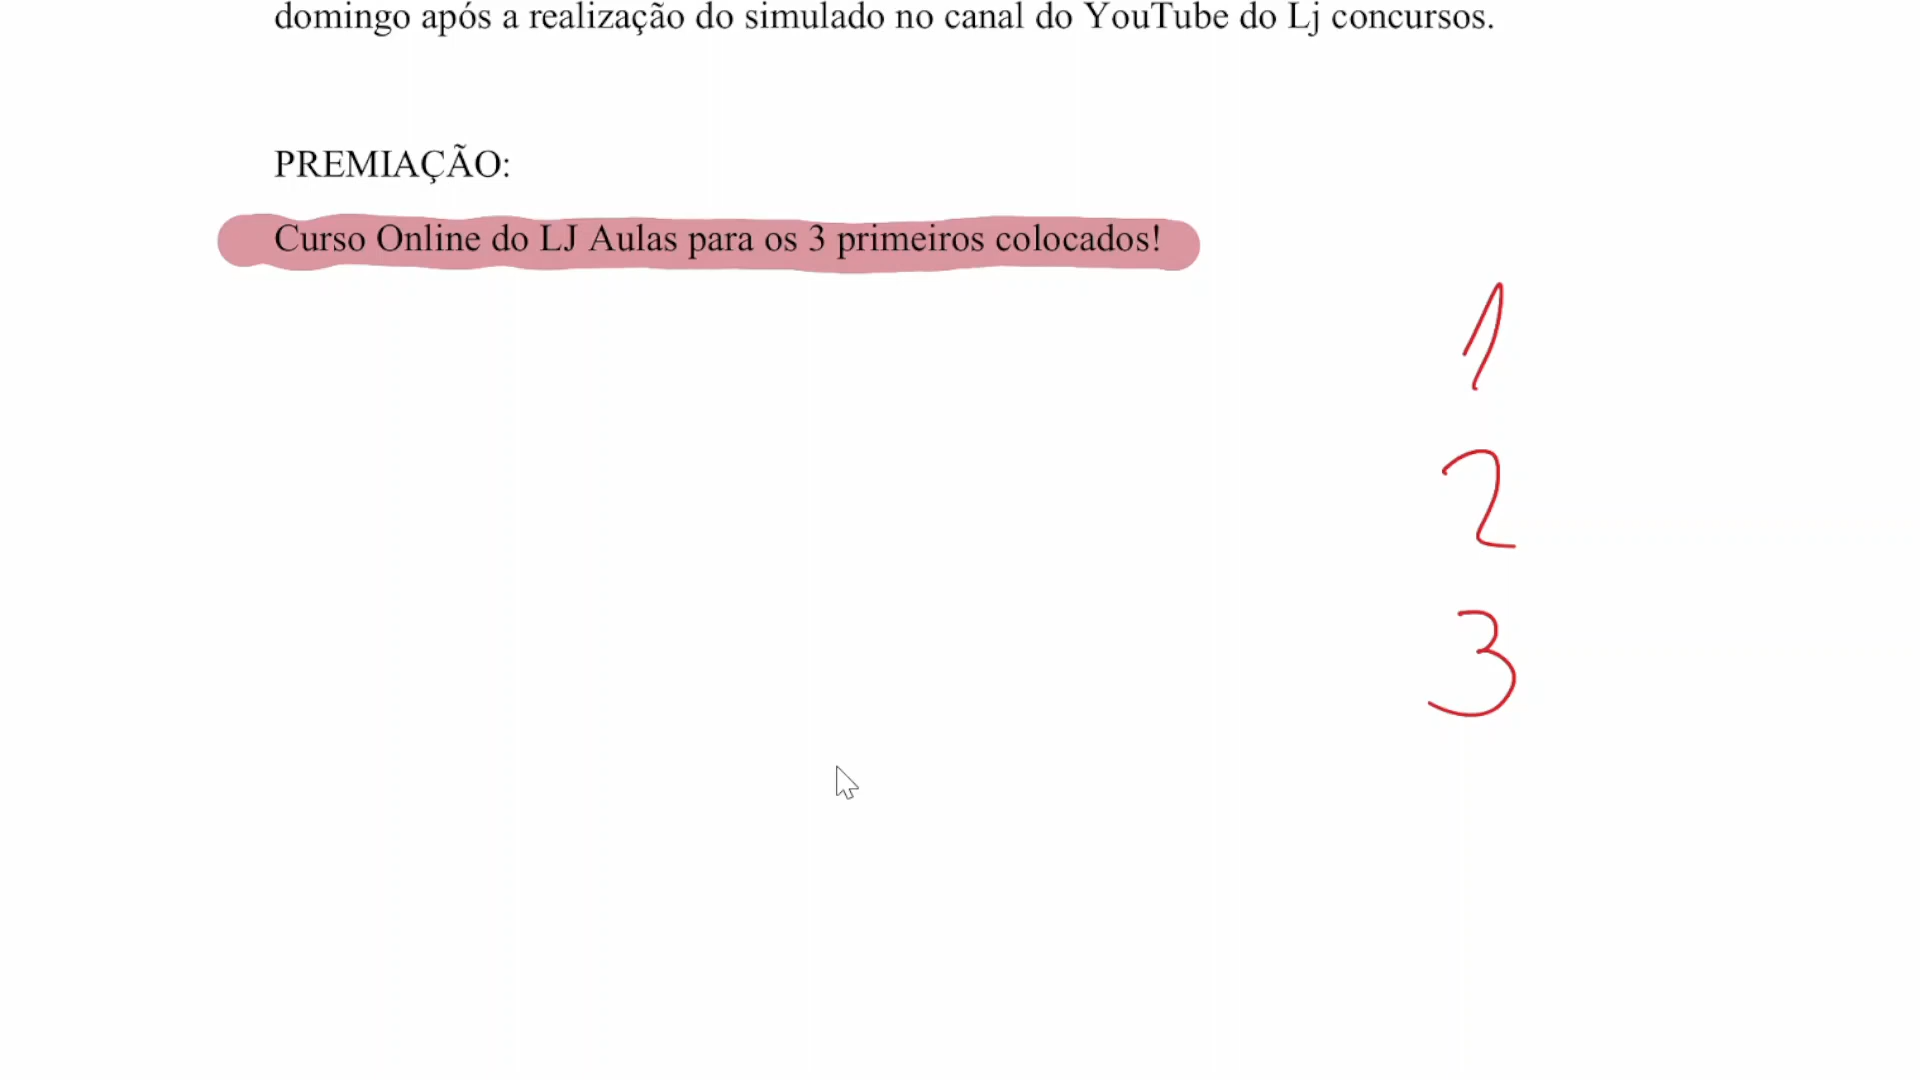 domingo após a realização do simulado no canal do YouTube do Lj concursos.
PREMIAÇÃO:
Curso Online do LJ Aulas para os 3 primeiros colocados!
1
2
3